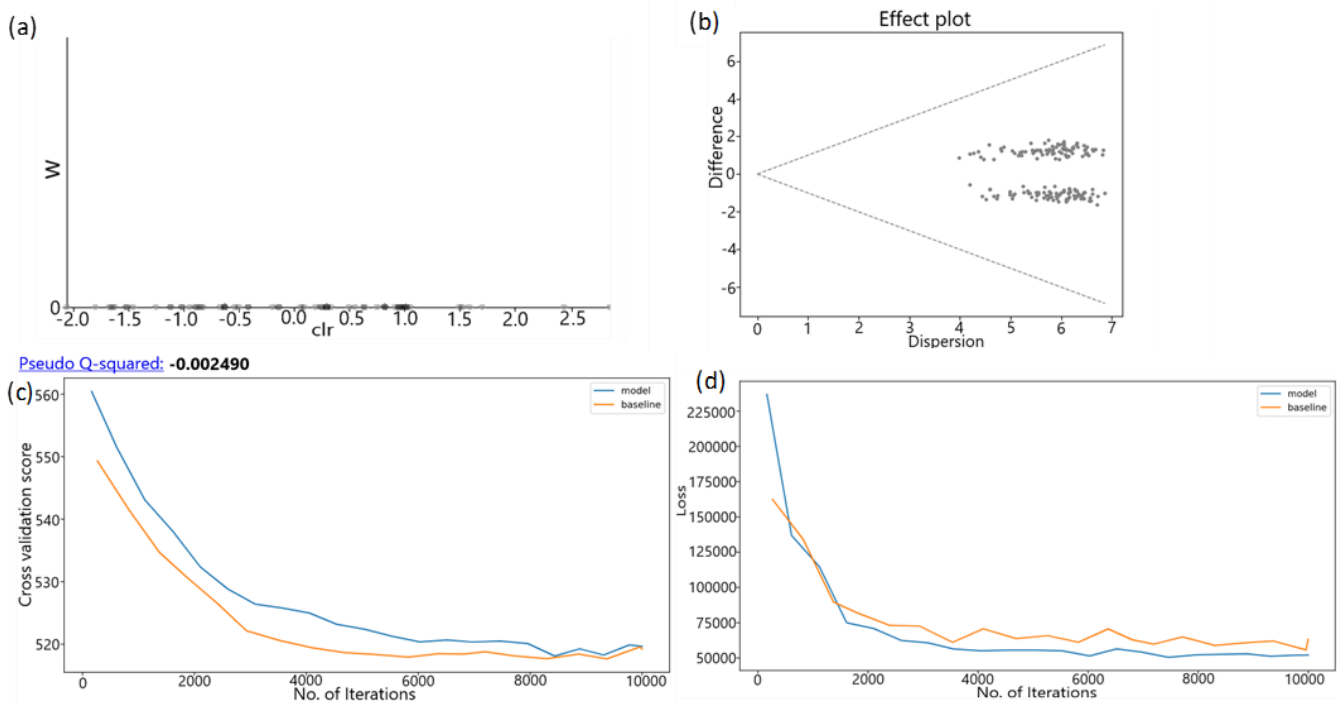 (a)
W
0
-2.0 -1.5 -1.0 -0.5 0.0 0.5 1.0 1.5 2.0 2.5
clr
(b)
Effect plot
Difference
6
4
2
0
-2
-4
-6
0 1 2 3 4 5 6 7
Dispersion
Pseudo Q-squared: -0.002490
(c)
Cross validation score
560
550
540
530
520
model
baseline
0 2000 4000 6000 8000 10000
No. of Iterations
(d)
Loss
225000
200000
175000
150000
125000
100000
75000
50000
model
baseline
0 2000 4000 6000 8000 10000
No. of Iterations